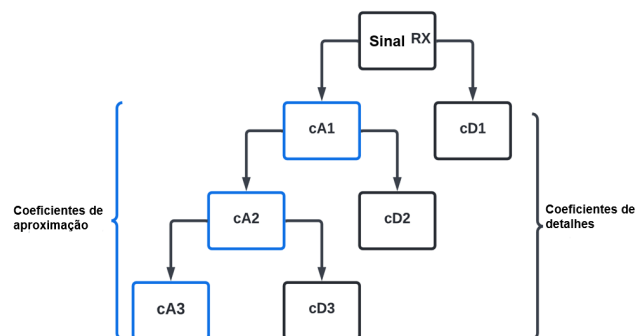 Sinal RX
cA1
cD1
cA2
cD2
Coeficientes de
aproximação
Coeficientes de
detalhes
cA3
cD3